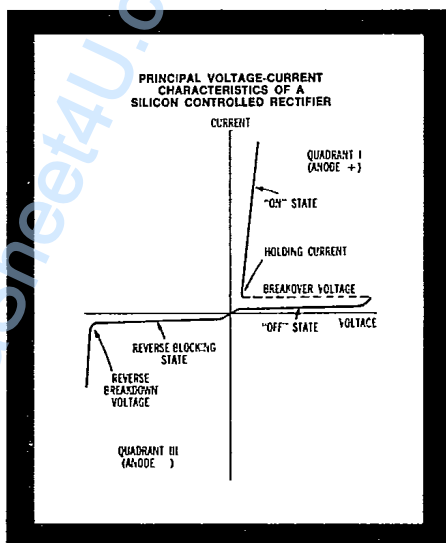 PRINCIPAL VOLTAGE-CURRENT
CHARACTERISTICS OF A
SILICON CONTROLLED RECTIFIER
CURRENT
QUADRANT I
(ANODE +)
"ON" STATE
HOLDING CURRENT
BREAKOVER VOLTAGE
"OFF" STATE
VOLTAGE
REVERSE BLOCKING
STATE
REVERSE
BREAKDOWN
VOLTAGE
QUADRANT III
(ANODE )